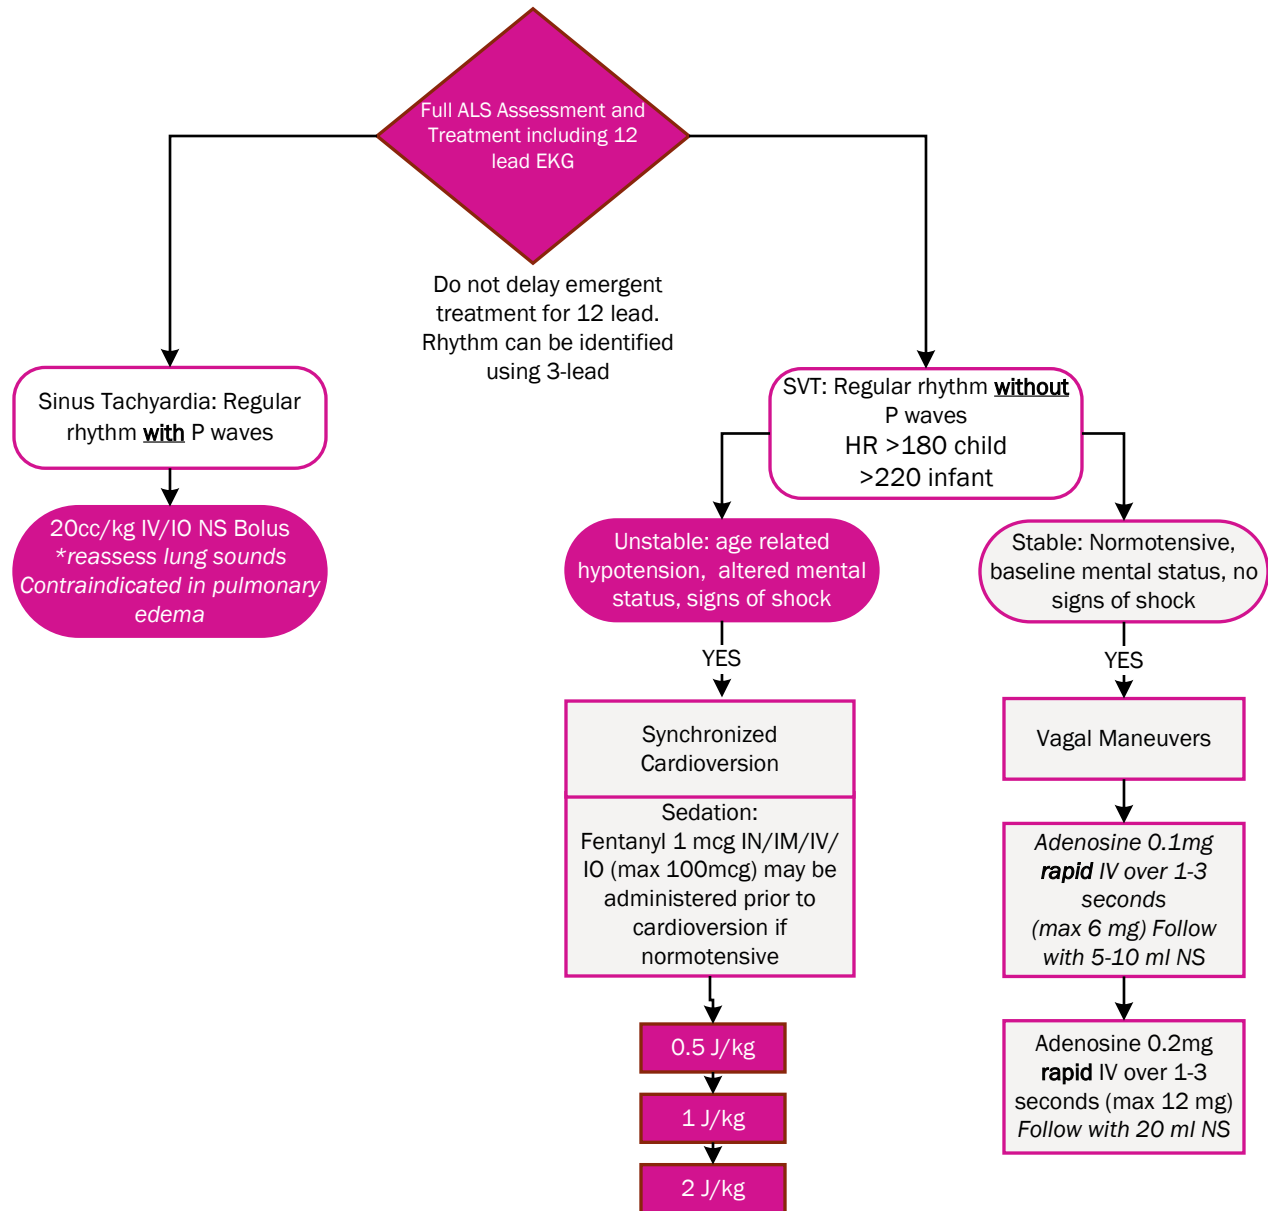 Full ALS Assessment and
Treatment including 12
lead EKG
Do not delay emergent
treatment for 12 lead.
Rhythm can be identified
using 3-lead
Sinus Tachyardia: Regular
rhythm with P waves
20cc/kg IV/IO NS Bolus
*reassess lung sounds
Contraindicated in pulmonary
edema
SVT: Regular rhythm without
P waves
HR >180 child
>220 infant
Unstable: age related
hypotension, altered mental
status, signs of shock
YES
Synchronized
Cardioversion
Sedation:
Fentanyl 1 mcg IN/IM/IV/
IO (max 100mcg) may be
administered prior to
cardioversion if
normotensive
0.5 J/kg
1 J/kg
2 J/kg
Stable: Normotensive,
baseline mental status, no
signs of shock
YES
Vagal Maneuvers
Adenosine 0.1mg
rapid IV over 1-3
seconds
(max 6 mg) Follow
with 5-10 ml NS
Adenosine 0.2mg
rapid IV over 1-3
seconds (max 12 mg)
Follow with 20 ml NS